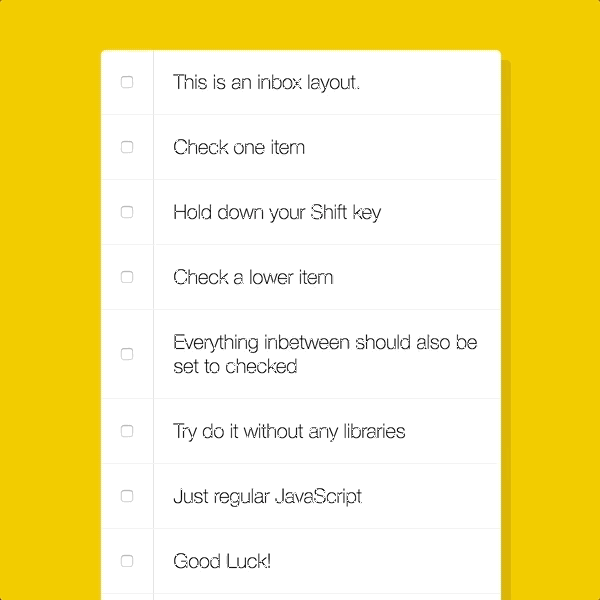 This is an inbox layout.
Check one item
Hold down your Shift key
Check a lower item
Everything inbetween should also be
set to checked
Try do it without any libraries
Just regular JavaScript
Good Luck!